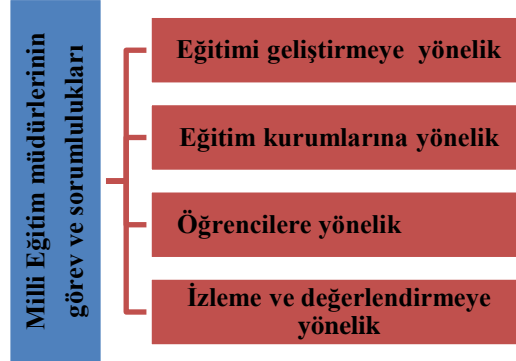 Milli Eğitim müdürlerinin
görev ve sorumlulukları
Eğitimi geliştirmeye yönelik
Eğitim kurumlarına yönelik
Öğrencilere yönelik
İzleme ve değerlendirmeye
yönelik